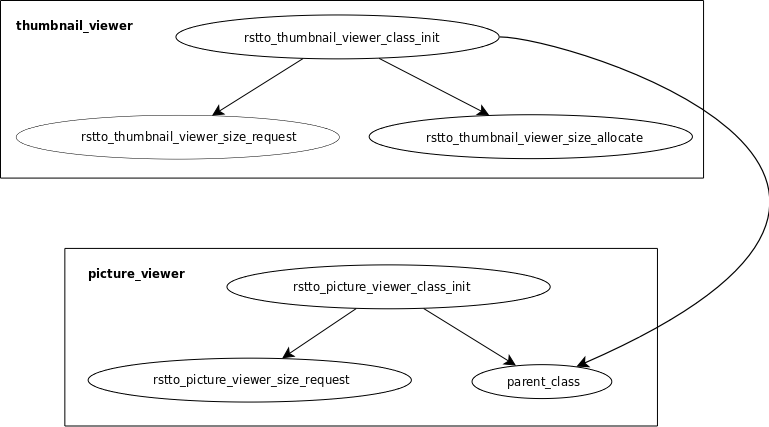 thumbnail_viewer
rstto_thumbnail_viewer_class_init
rstto_thumbnail_viewer_size_request
rstto_thumbnail_viewer_size_allocate
picture_viewer
rstto_picture_viewer_class_init
rstto_picture_viewer_size_request
parent_class